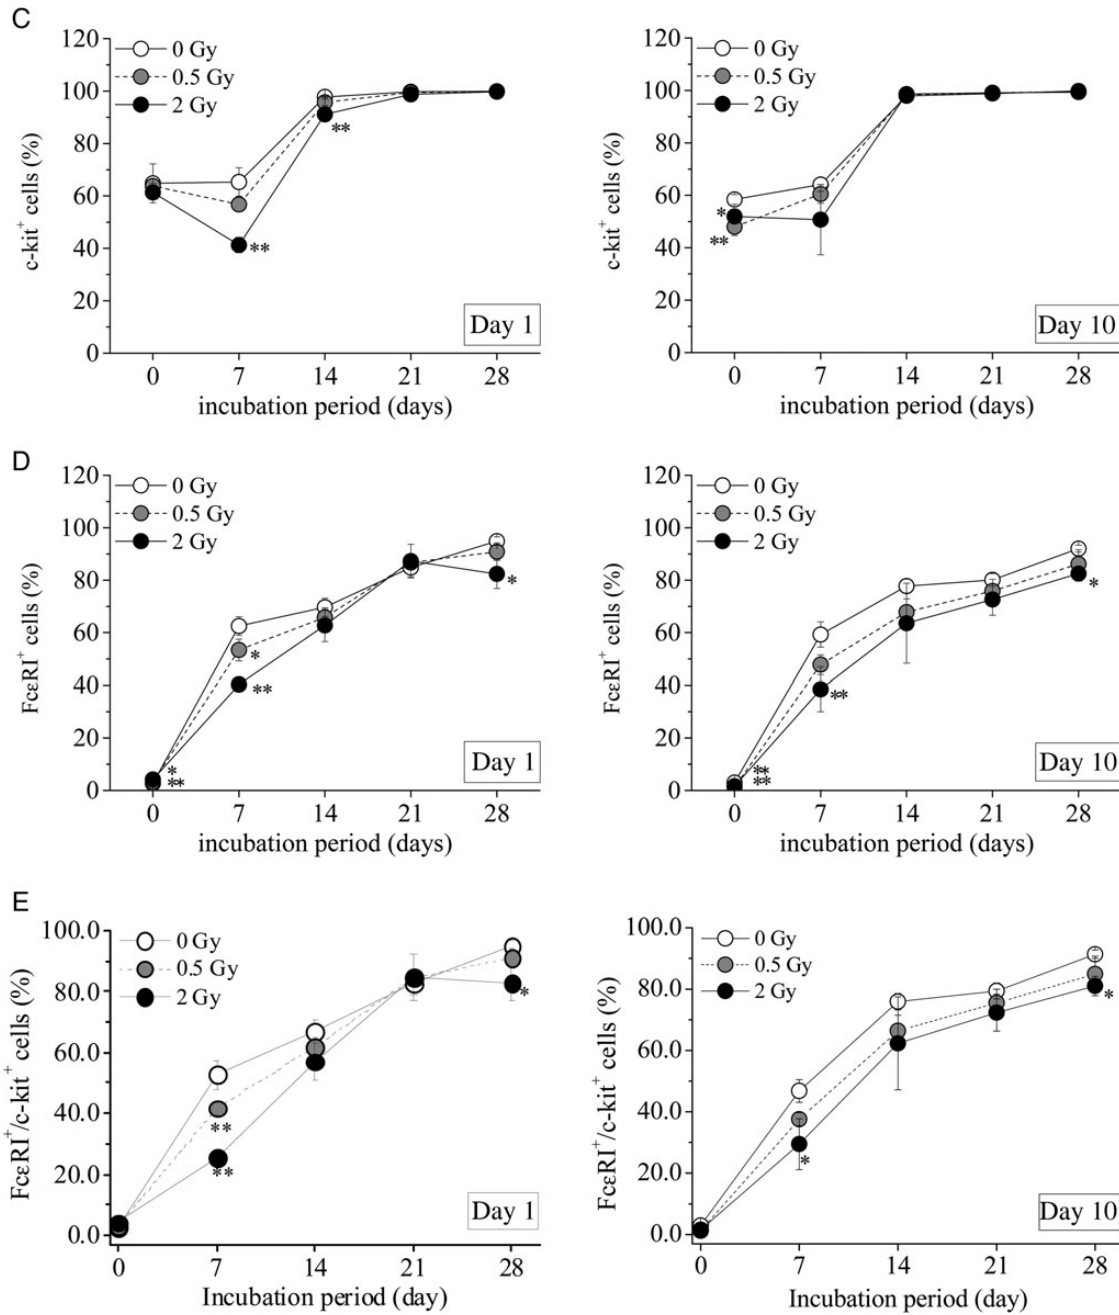 C
120
100
80
60
40
20
0
c-kit⁺ cells (%)
0 Gy
0.5 Gy
2 Gy
**
**
Day 1
0 7 14 21 28
incubation period (days)
120
100
80
60
40
20
0
c-kit⁺ cells (%)
0 Gy
0.5 Gy
2 Gy
*
**
Day 10
0 7 14 21 28
incubation period (days)
D
120
100
80
60
40
20
0
FcεRI⁺ cells (%)
0 Gy
0.5 Gy
2 Gy
*
*
**
*
**
Day 1
0 7 14 21 28
incubation period (days)
120
100
80
60
40
20
0
FcεRI⁺ cells (%)
0 Gy
0.5 Gy
2 Gy
*
**
**
**
Day 10
0 7 14 21 28
incubation period (days)
E
100.0
80.0
60.0
40.0
20.0
0.0
FcεRI⁺/c-kit⁺ cells (%)
0 Gy
0.5 Gy
2 Gy
*
**
**
Day 1
0 7 14 21 28
Incubation period (day)
100.0
80.0
60.0
40.0
20.0
0.0
FcεRI⁺/c-kit⁺ cells (%)
0 Gy
0.5 Gy
2 Gy
*
*
Day 10
0 7 14 21 28
Incubation period (day)